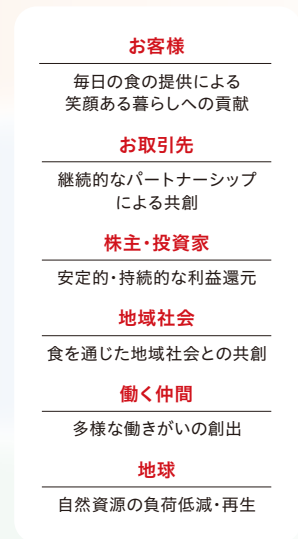 お客様
毎日の食の提供による
笑顔ある暮らしへの貢献
お取引先
継続的なパートナーシップ
による共創
株主・投資家
安定的・持続的な利益還元
地域社会
食を通じた地域社会との共創
働く仲間
多様な働きがいの創出
地球
自然資源の負荷低減・再生